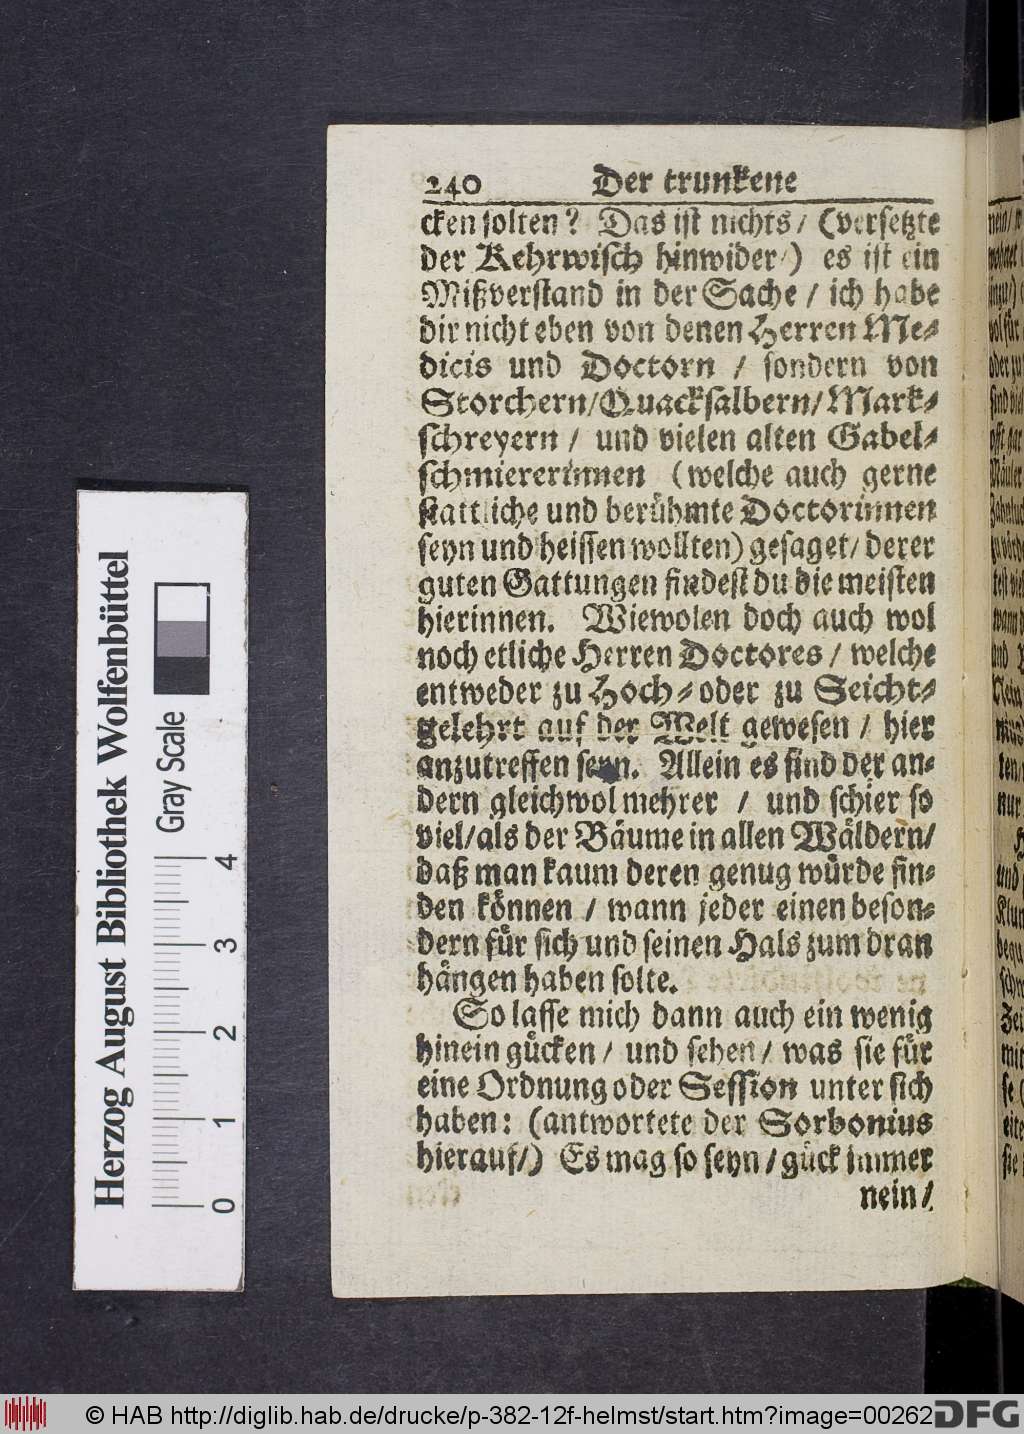 240 Der trunkene
cken solten? Das ist nichts/ (versetzte
der Kehrwisch hinwider/) es ist ein
Mißverstand in der Sache / ich habe
dir nicht eben von denen Herren Me-
dicis und Doctorn / sondern von
Storchern/Quacksalbern/Mark-
schreyern / und vielen alten Gabel-
schmiererinnen (welche auch gerne
stattliche und berühmte Doctorinnen
seyn und heissen wollten) gesaget/ derer
guten Gattungen findest du die meisten
hierinnen. Wiewolen doch auch wol
noch etliche Herren Doctores / welche
entweder zu Hoch-oder zu Seicht-
gelehrt auf der Welt gewesen / hier
anzutreffen seyn. Allein es sind der an-
dern gleichwol mehrer / und schier so
viel/als der Bäume in allen Wäldern/
daß man kaum deren genug würde fin-
den können / wann jeder einen beson-
dern für sich und seinen Hals zum dran
hängen haben solte.
So lasse mich dann auch ein wenig
hinein gücken / und sehen/ was sie für
eine Ordnung oder Session unter sich
haben: (antwortete der Sorbonius
hierauf/) Es mag so seyn / gück immer
nein/
Herzog August Bibliothek Wolfenbüttel
Gray Scale
0 1 2 3 4
© HAB http://diglib.hab.de/drucke/p-382-12f-helmst/start.htm?image=00262
DFG